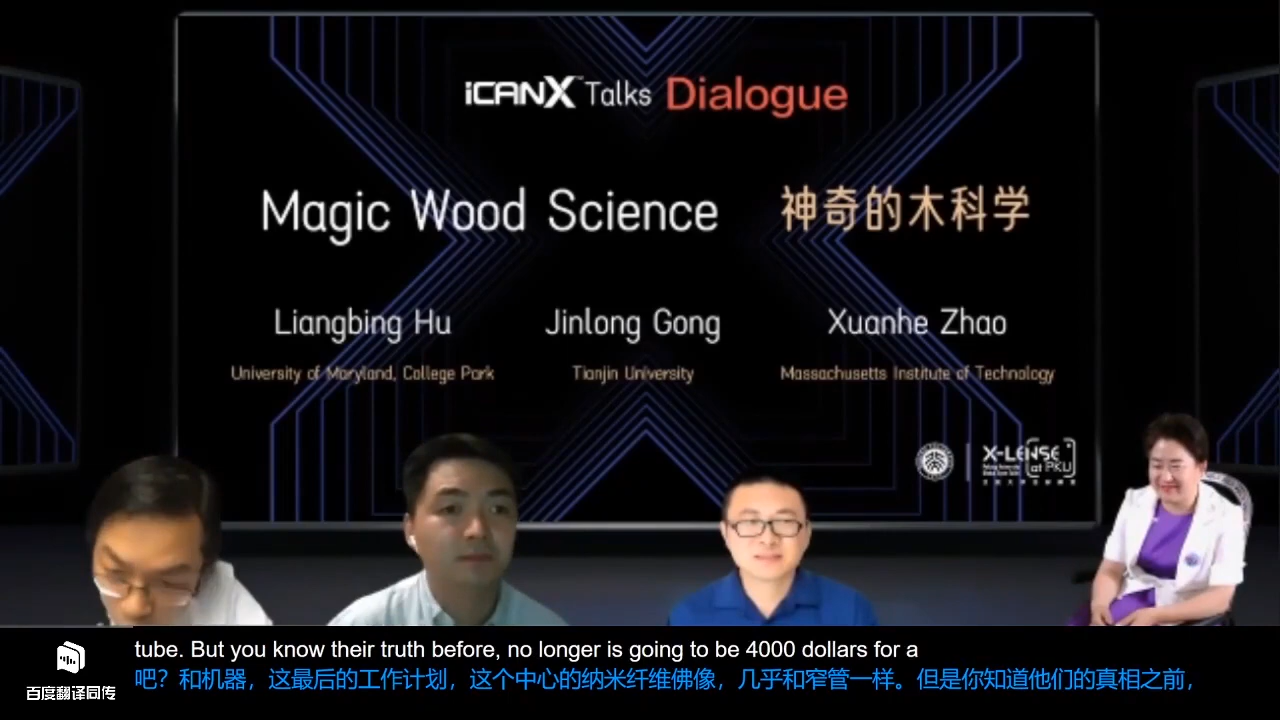 iCANX™ Talks Dialogue
Magic Wood Science 神奇的木科学
Liangbing Hu Jinlong Gong Xuanhe Zhao
University of Maryland, College Park Tianjin University Massachusetts Institute of Technology
X-LENSE
at PKU
tube. But you know their truth before, no longer is going to be 4000 dollars for a
吧？和机器，这最后的工作计划，这个中心的纳米纤维佛像，几乎和窄管一样。但是你知道他们的真相之前，
百度翻译同传